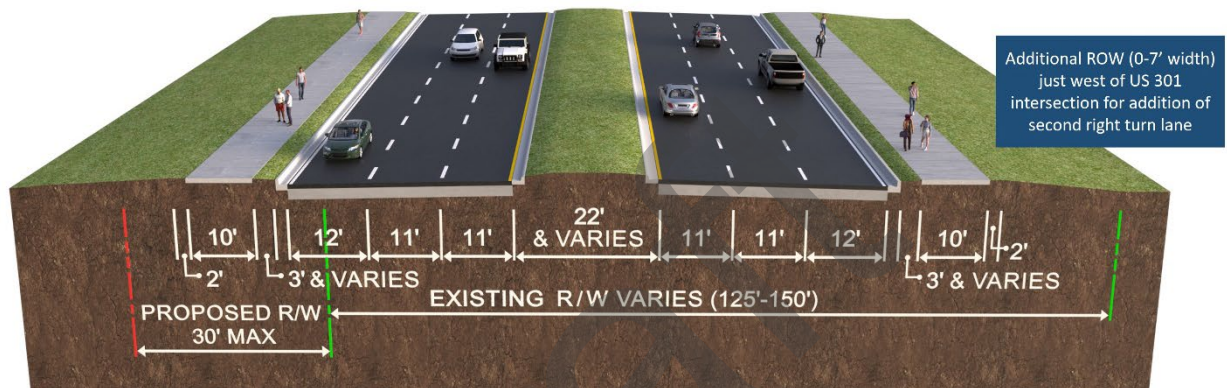 Additional ROW (0-7' width)
just west of US 301
intersection for addition of
second right turn lane
10' 12' 11' 11' 22' 11' 11' 12' 10'
& VARIES
2' 3' & VARIES 3' & VARIES 2'
EXISTING R/W VARIES (125'-150')
PROPOSED R/W
30' MAX